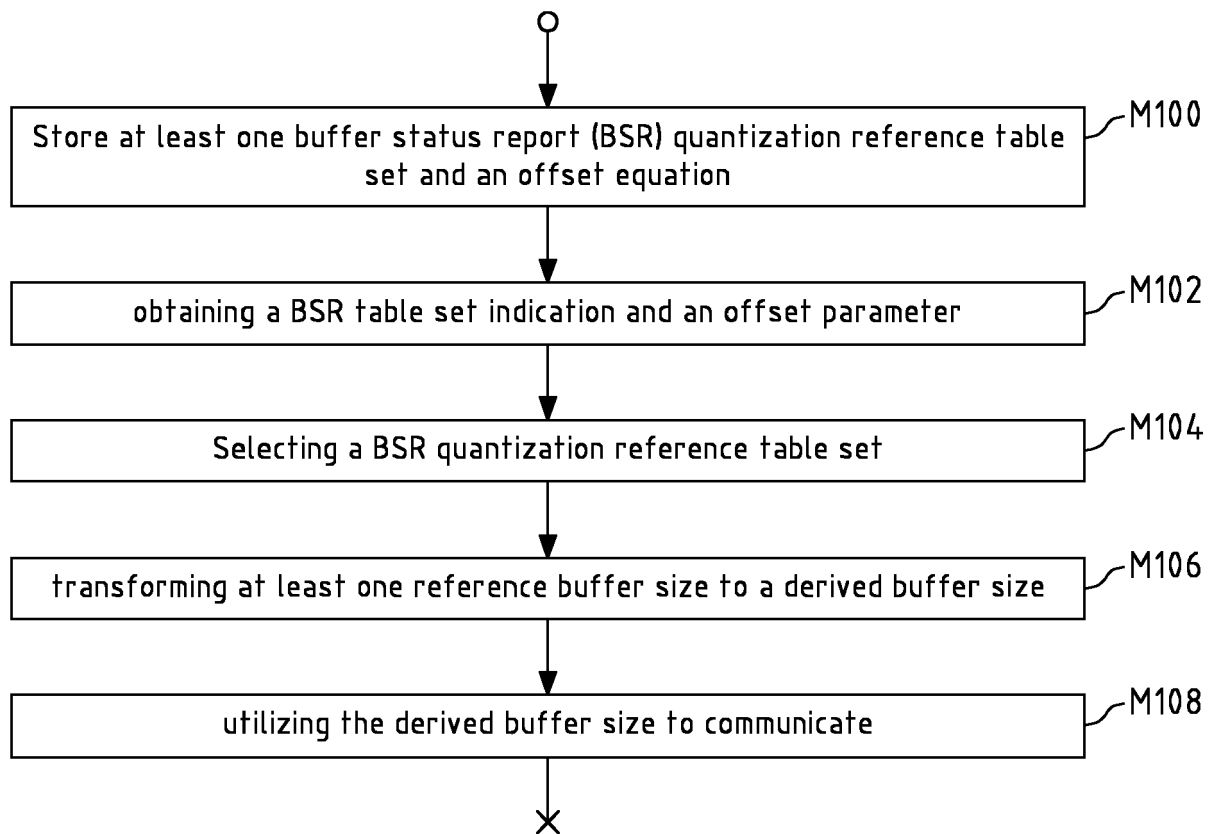 M100
Store at least one buffer status report (BSR) quantization reference table
set and an offset equation
M102
obtaining a BSR table set indication and an offset parameter
M104
Selecting a BSR quantization reference table set
M106
transforming at least one reference buffer size to a derived buffer size
M108
utilizing the derived buffer size to communicate